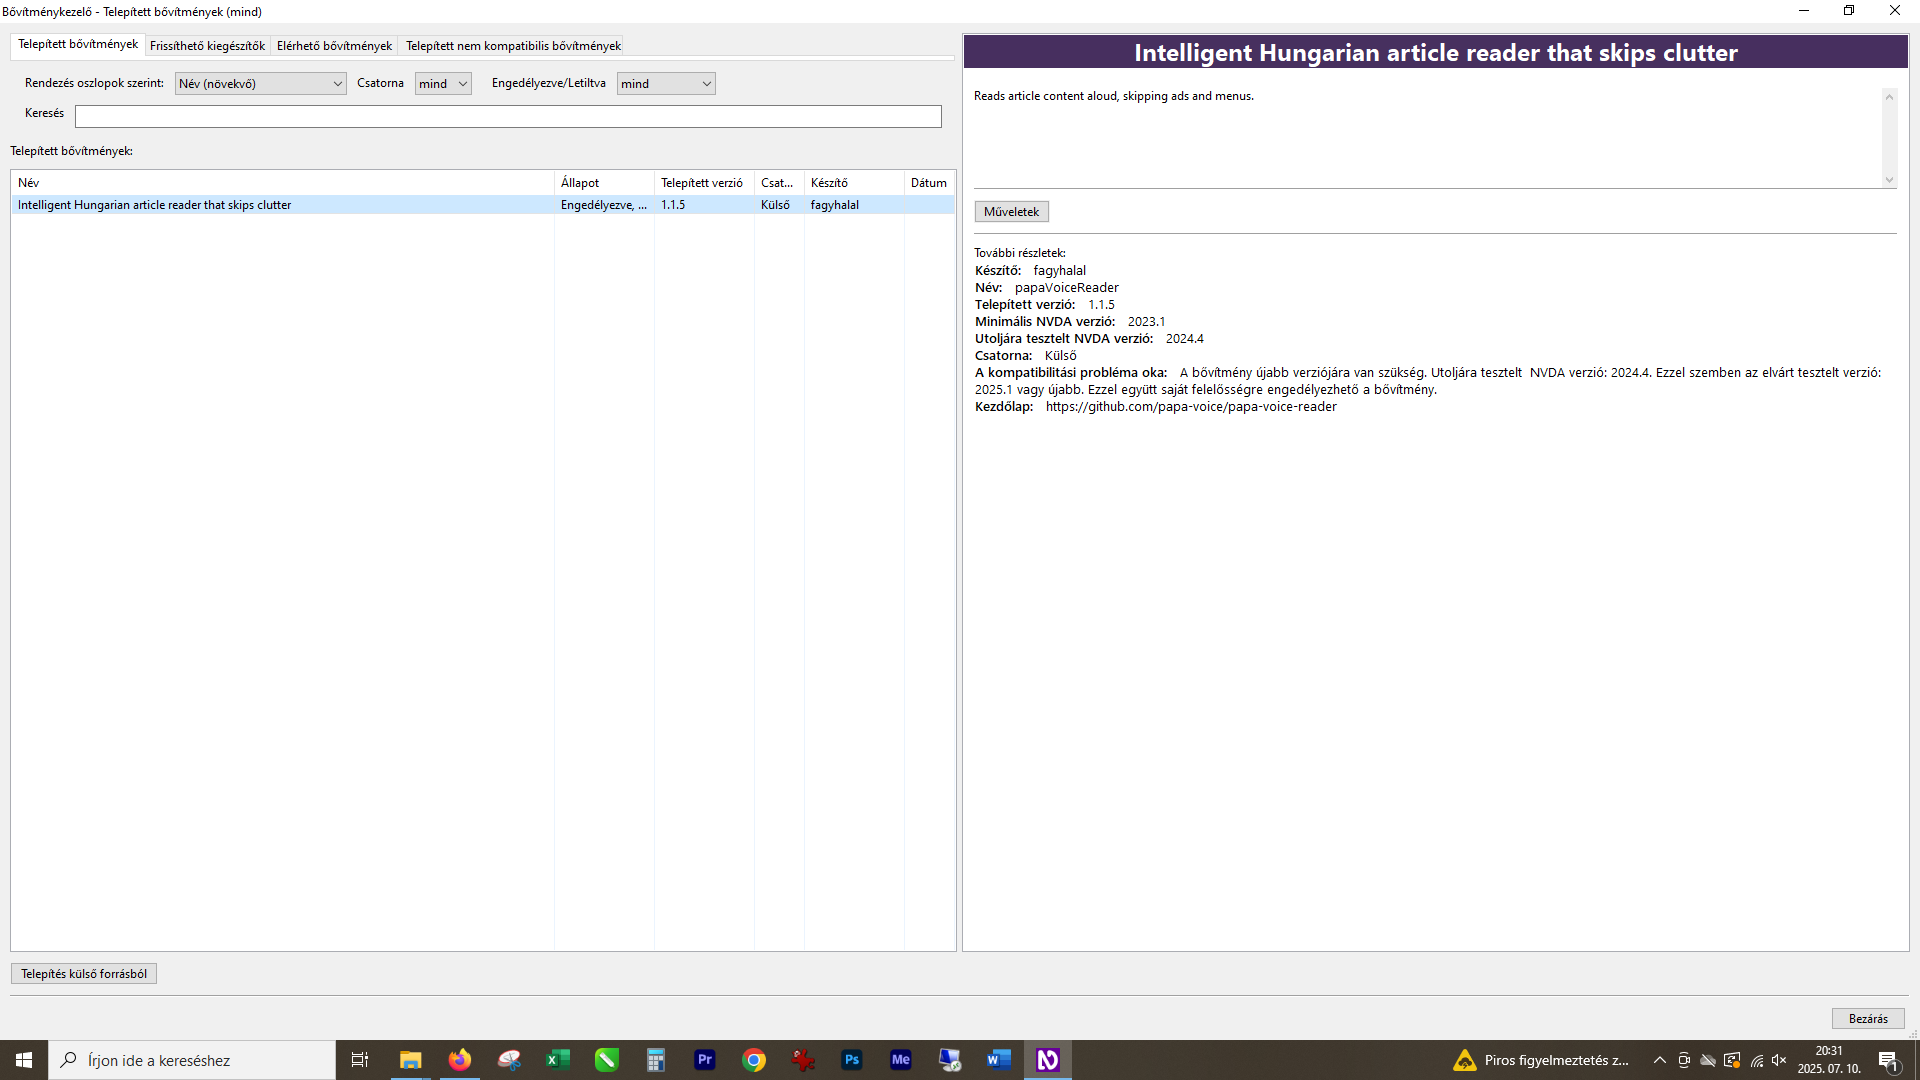 Bővítménykezelő - Telepített bővítmények (mind)
Telepített bővítmények
Frissíthető kiegészítők
Elérhető bővítmények
Telepített nem kompatibilis bővítmények
Rendezés oszlopok szerint:
Név (növekvő)
Csatorna
mind
Engedélyezve/Letiltva
mind
Keresés
Telepített bővítmények:
Név
Állapot
Telepített verzió
Csat...
Készítő
Dátum
Intelligent Hungarian article reader that skips clutter
Engedélyezve, ...
1.1.5
Külső
fagyhalal
Telepítés külső forrásból
Intelligent Hungarian article reader that skips clutter
Reads article content aloud, skipping ads and menus.
Műveletek
További részletek:
Készítő: fagyhalal
Név: papaVoiceReader
Telepített verzió: 1.1.5
Minimális NVDA verzió: 2023.1
Utoljára tesztelt NVDA verzió: 2024.4
Csatorna: Külső
A kompatibilitási probléma oka: A bővítmény újabb verziójára van szükség. Utoljára tesztelt NVDA verzió: 2024.4. Ezzel szemben az elvárt tesztelt verzió:
2025.1 vagy újabb. Ezzel együtt saját felelősségre engedélyezhető a bővítmény.
Kezdőlap: https://github.com/papa-voice/papa-voice-reader
Bezárás
Írjon ide a kereséshez
Pr
Ps
Me
Piros figyelmeztetés z...
20:31
2025. 07. 10.
1